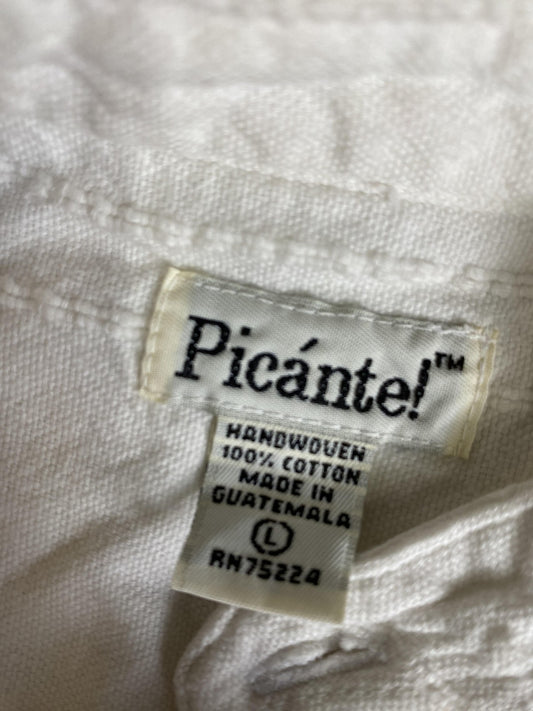 Picánte!™
HANDWOVEN
100% COTTON
MADE IN
GUATEMALA
L
RN75224